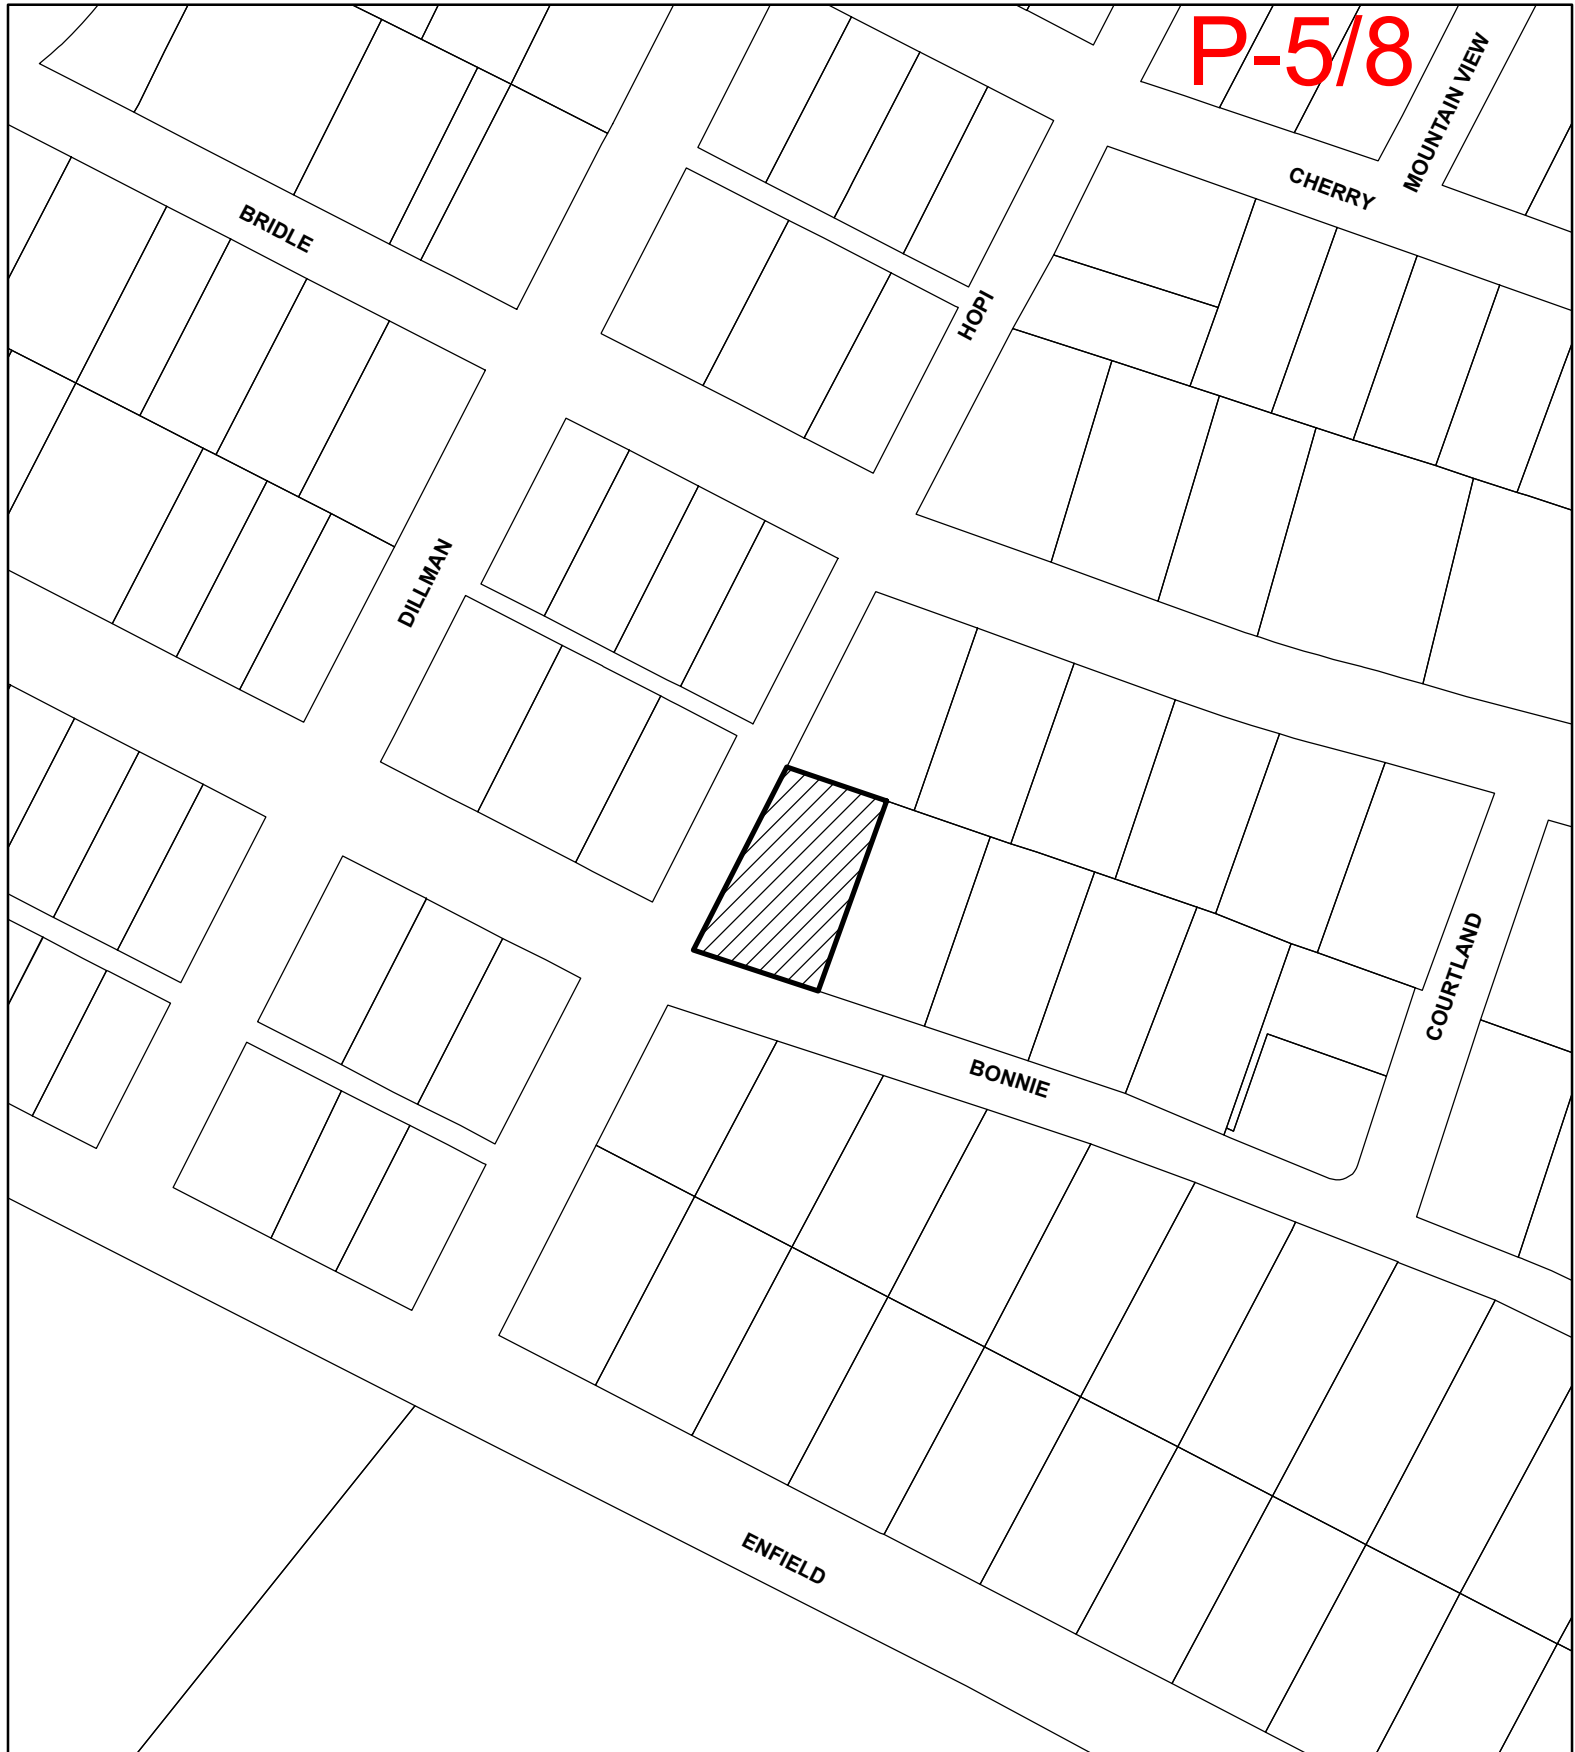 P-5/8
MOUNTAIN VIEW
CHERRY
BRIDLE
HOPI
DILLMAN
COURTLAND
BONNIE
ENFIELD